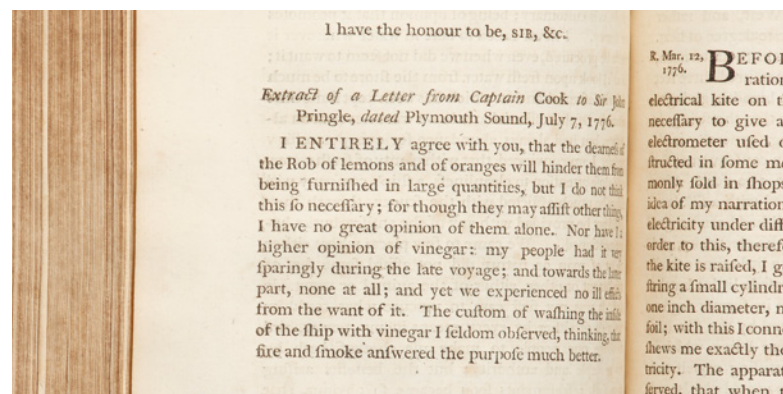 I have the honour to be, SIR, &c.
Extract of a Letter from Captain Cook to Sir John
Pringle, dated Plymouth Sound, July 7, 1776.
I ENTIRELY agree with you, that the dearness of
the Rob of lemons and of oranges will hinder them from
being furniſhed in large quantities, but I do not think
this ſo neceſſary; for though they may aſſiſt other things,
I have no great opinion of them alone. Nor have I a
higher opinion of vinegar: my people had it very
ſparingly during the late voyage; and towards the latter
part, none at all; and yet we experienced no ill effects
from the want of it. The cuſtom of waſhing the inſide
of the ſhip with vinegar I ſeldom obſerved, thinking, that
fire and ſmoke anſwered the purpoſe much better.
R. Mar. 12,
1776.
BEFOR
ration
electrical kite on t
neceſſary to give a
electrometer uſed o
ſtructed in ſome m
monly ſold in ſhops
idea of my narration
electricity under diff
order to this, theref
the kite is raiſed, I g
ſtring a ſmall cylindr
one inch diameter, n
foil; with this I conn
ſhews me exactly the
tricity. The apparat
ſerved, that when